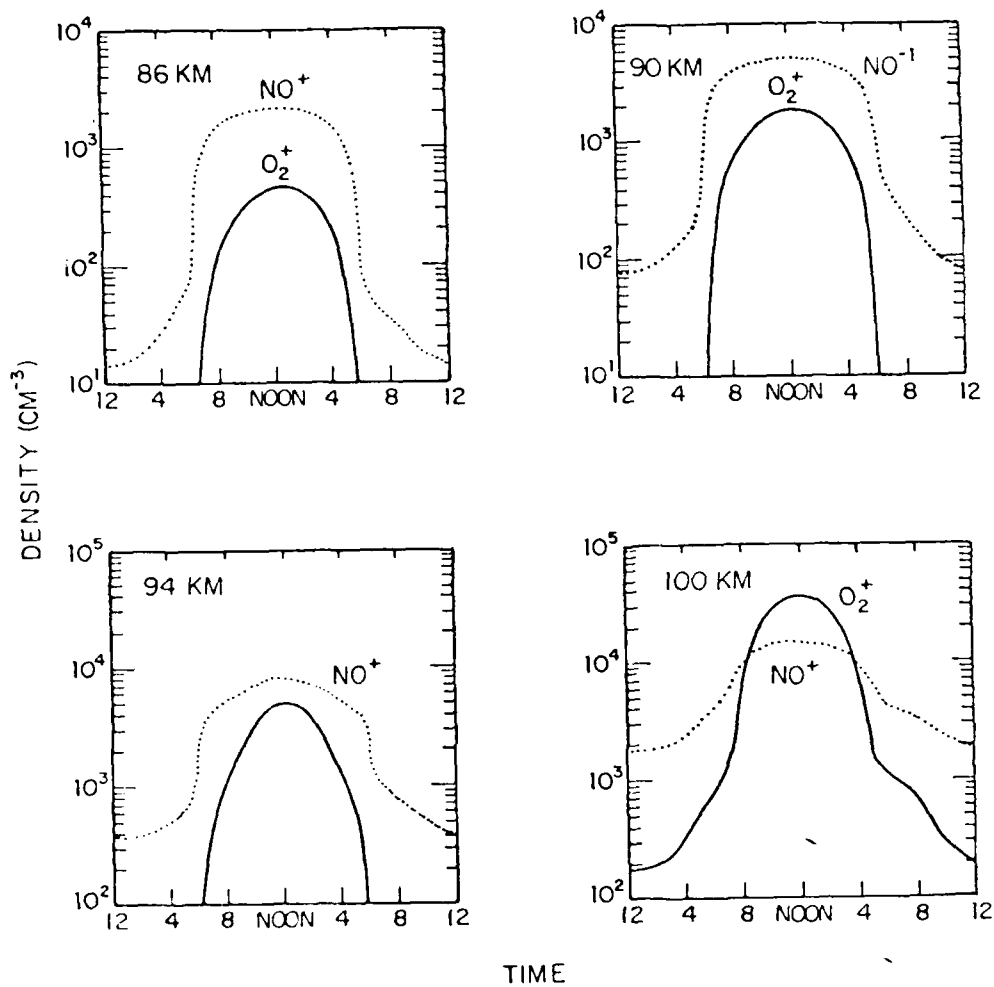 DENSITY (CM⁻³)
10⁴
10³
10²
10¹
86 KM
NO⁺
O₂⁺
12 4 8 NOON 4 8 12
10⁴
10³
10²
10¹
90 KM
NO⁻¹
O₂⁺
12 4 8 NOON 4 8 12
10⁵
10⁴
10³
10²
94 KM
NO⁺
12 4 8 NOON 4 8 12
10⁵
10⁴
10³
10²
100 KM
O₂⁺
NO⁺
12 4 8 NOON 4 8 12
TIME